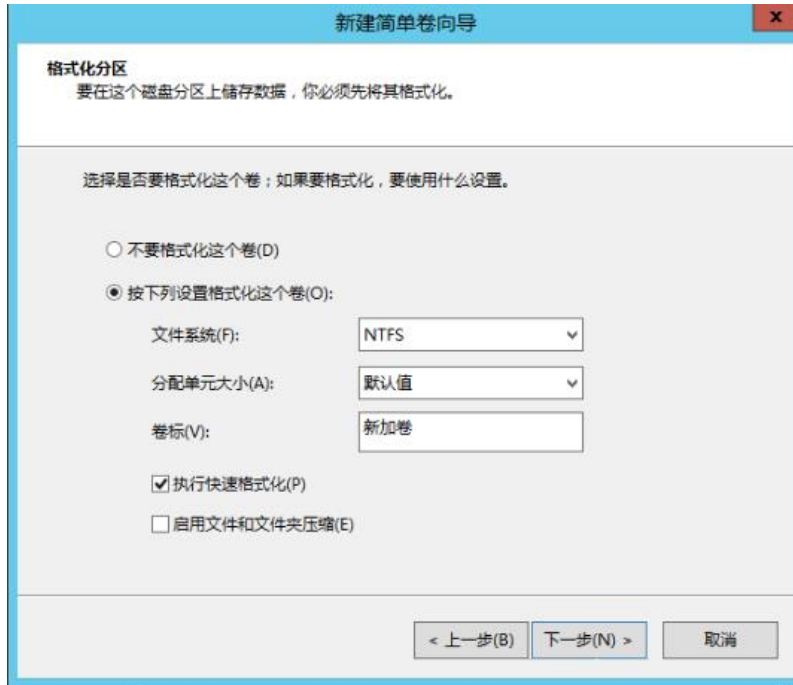 新建简单卷向导
x
格式化分区
要在这个磁盘分区上储存数据，你必须先将其格式化。
选择是否要格式化这个卷；如果要格式化，要使用什么设置。
不要格式化这个卷(D)
按下列设置格式化这个卷(O):
文件系统(F): NTFS
分配单元大小(A): 默认值
卷标(V): 新加卷
执行快速格式化(P)
启用文件和文件夹压缩(E)
< 上一步(B) 下一步(N) > 取消